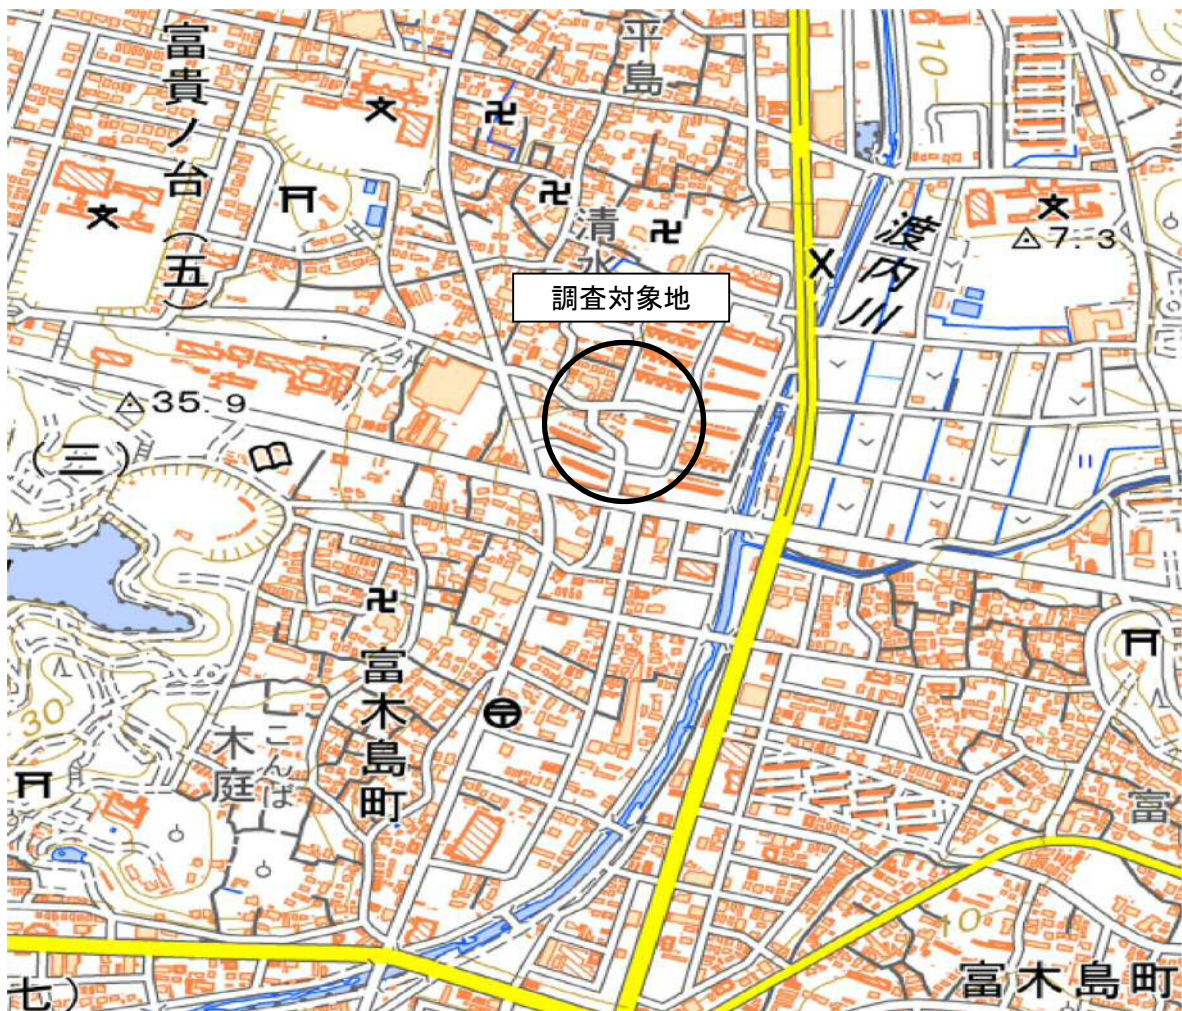 富貴ノ台(五)
平島
10
清水
渡内川
7.3
調査対象地
35.9
(三)
富木島町
こんば
木庭
30
富
10
富木島町
七)